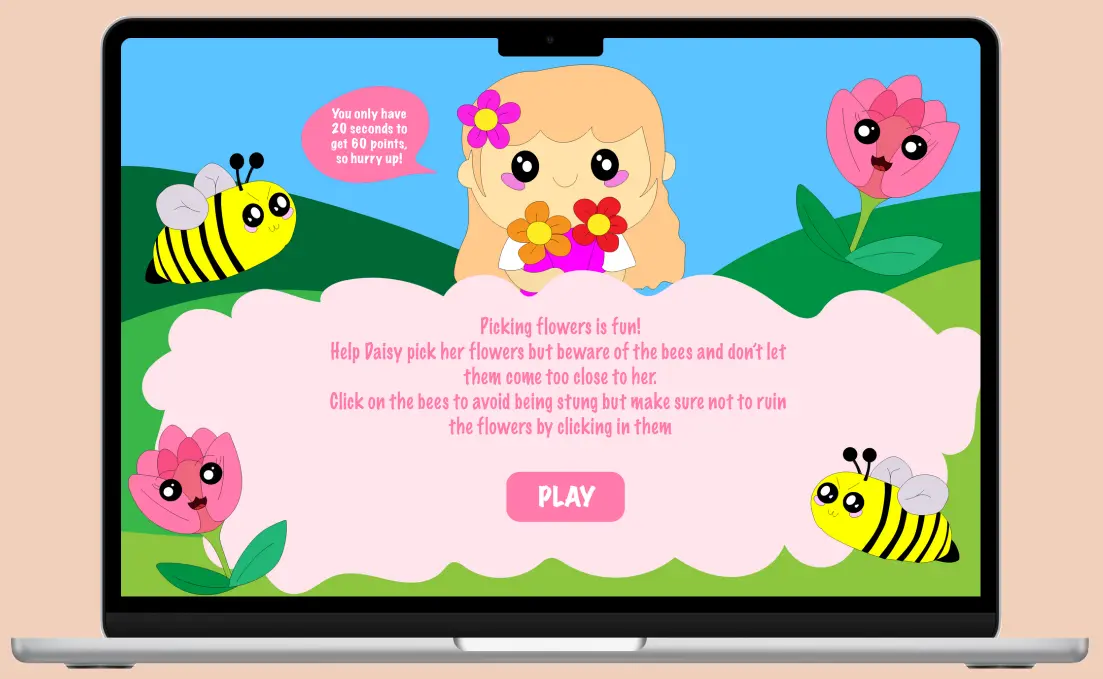 You only have
20 seconds to
get 60 points,
so hurry up!
Picking flowers is fun!
Help Daisy pick her flowers but beware of the bees and don't let
them come too close to her.
Click on the bees to avoid being stung but make sure not to ruin
the flowers by clicking in them
PLAY